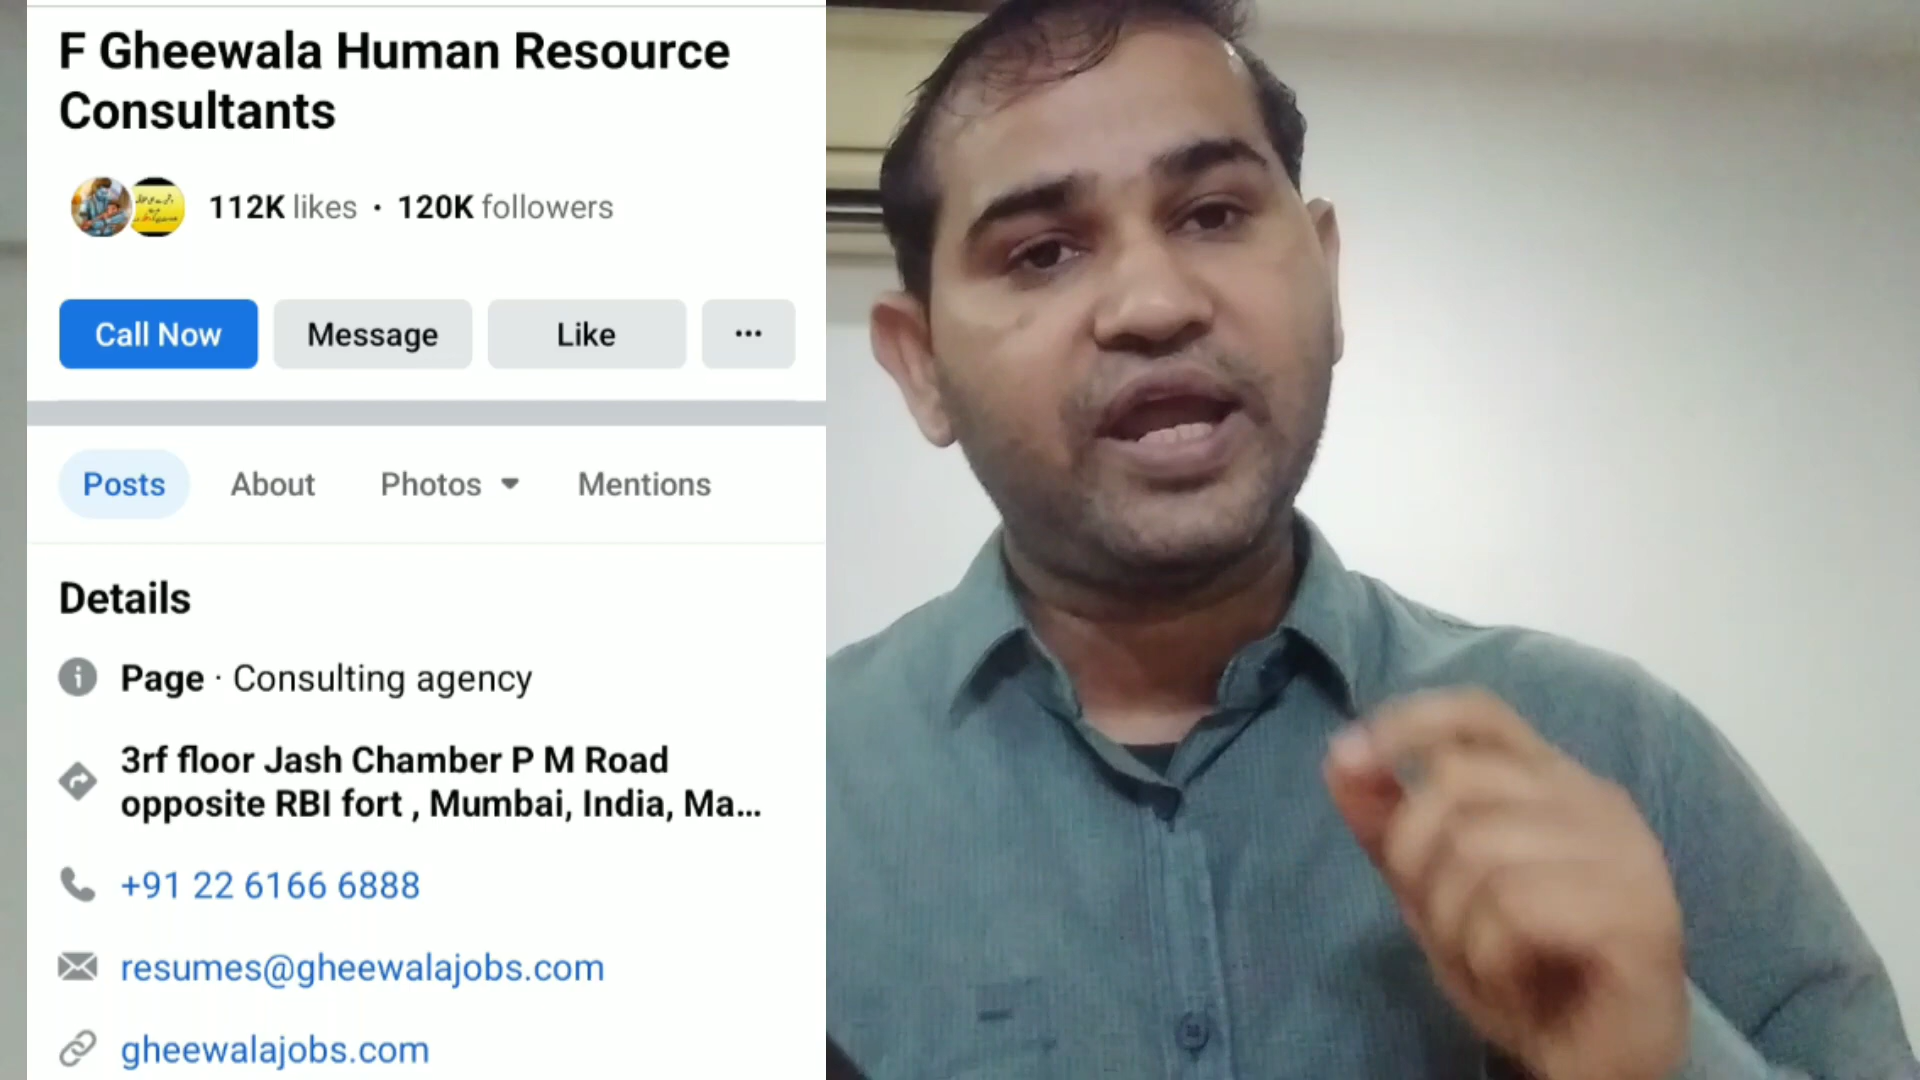 F Gheewala Human Resource
Consultants
112K likes · 120K followers
Call Now
Message
Like
...
Posts
About
Photos
Mentions
Details
Page · Consulting agency
3rf floor Jash Chamber P M Road
opposite RBI fort , Mumbai, India, Ma...
+91 22 6166 6888
resumes@gheewalajobs.com
gheewalajobs.com